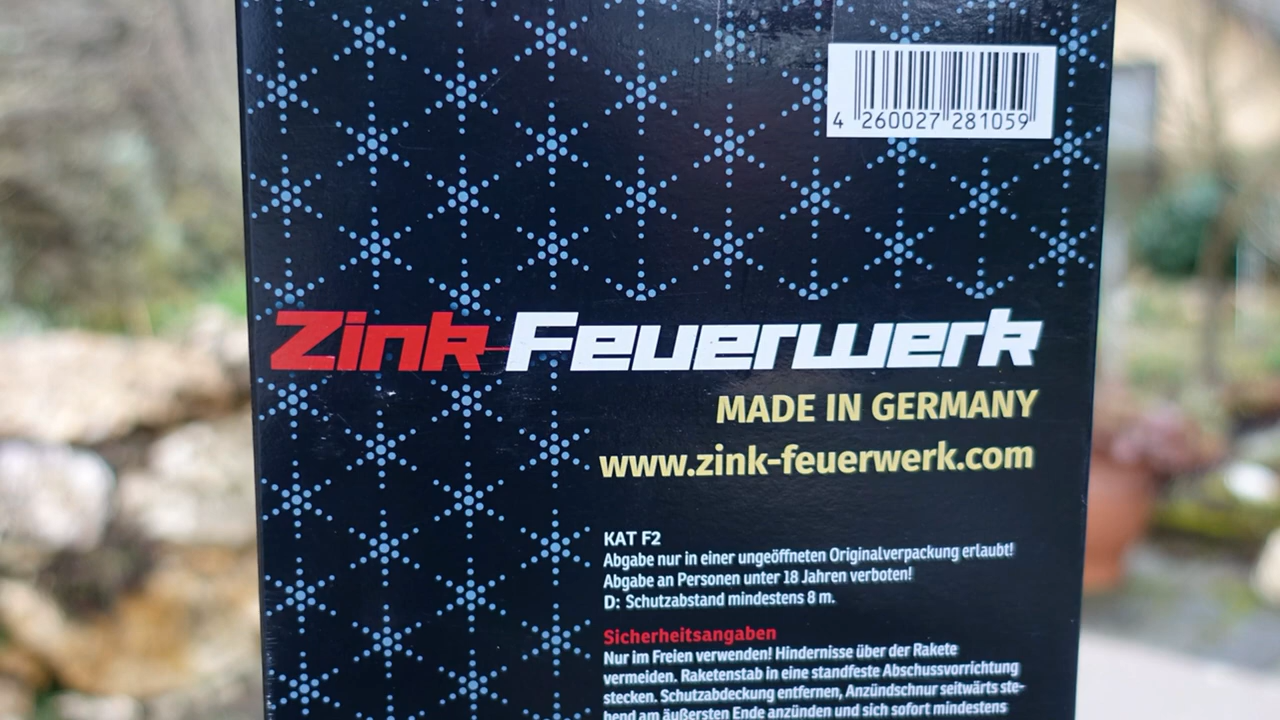 4 260027 281059
Zink Feuerwerk
MADE IN GERMANY
www.zink-feuerwerk.com
KAT F2
Abgabe nur in einer ungeöffneten Originalverpackung erlaubt!
Abgabe an Personen unter 18 Jahren verboten!
D: Schutzabstand mindestens 8 m.
Sicherheitsangaben
Nur im Freien verwenden! Hindernisse über der Rakete
vermeiden. Raketenstab in eine standfeste Abschussvorrichtung
stecken. Schutzabdeckung entfernen, Anzündschnur seitwärts ste-
hend am äußersten Ende anzünden und sich sofort mindestens